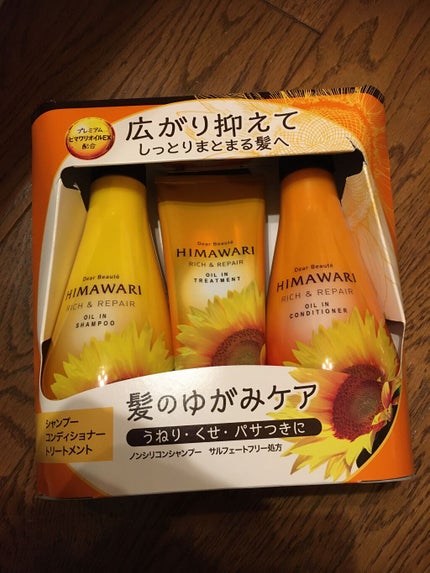 プレミアム
ヒマワリオイルEX
配合
広がり抑えて
しっとりまとまる髪へ
Dear Beauté
HIMAWARI
RICH & REPAIR
OIL IN
SHAMPOO
Dear Beauté
HIMAWARI
RICH & REPAIR
OIL IN
TREATMENT
Dear Beauté
HIMAWARI
RICH & REPAIR
OIL IN
CONDITIONER
シャンプー
コンディショナー
トリートメント
髪のゆがみケア
うねり・くせ・パサつきに
ノンシリコンシャンプー サルフェートフリー処方